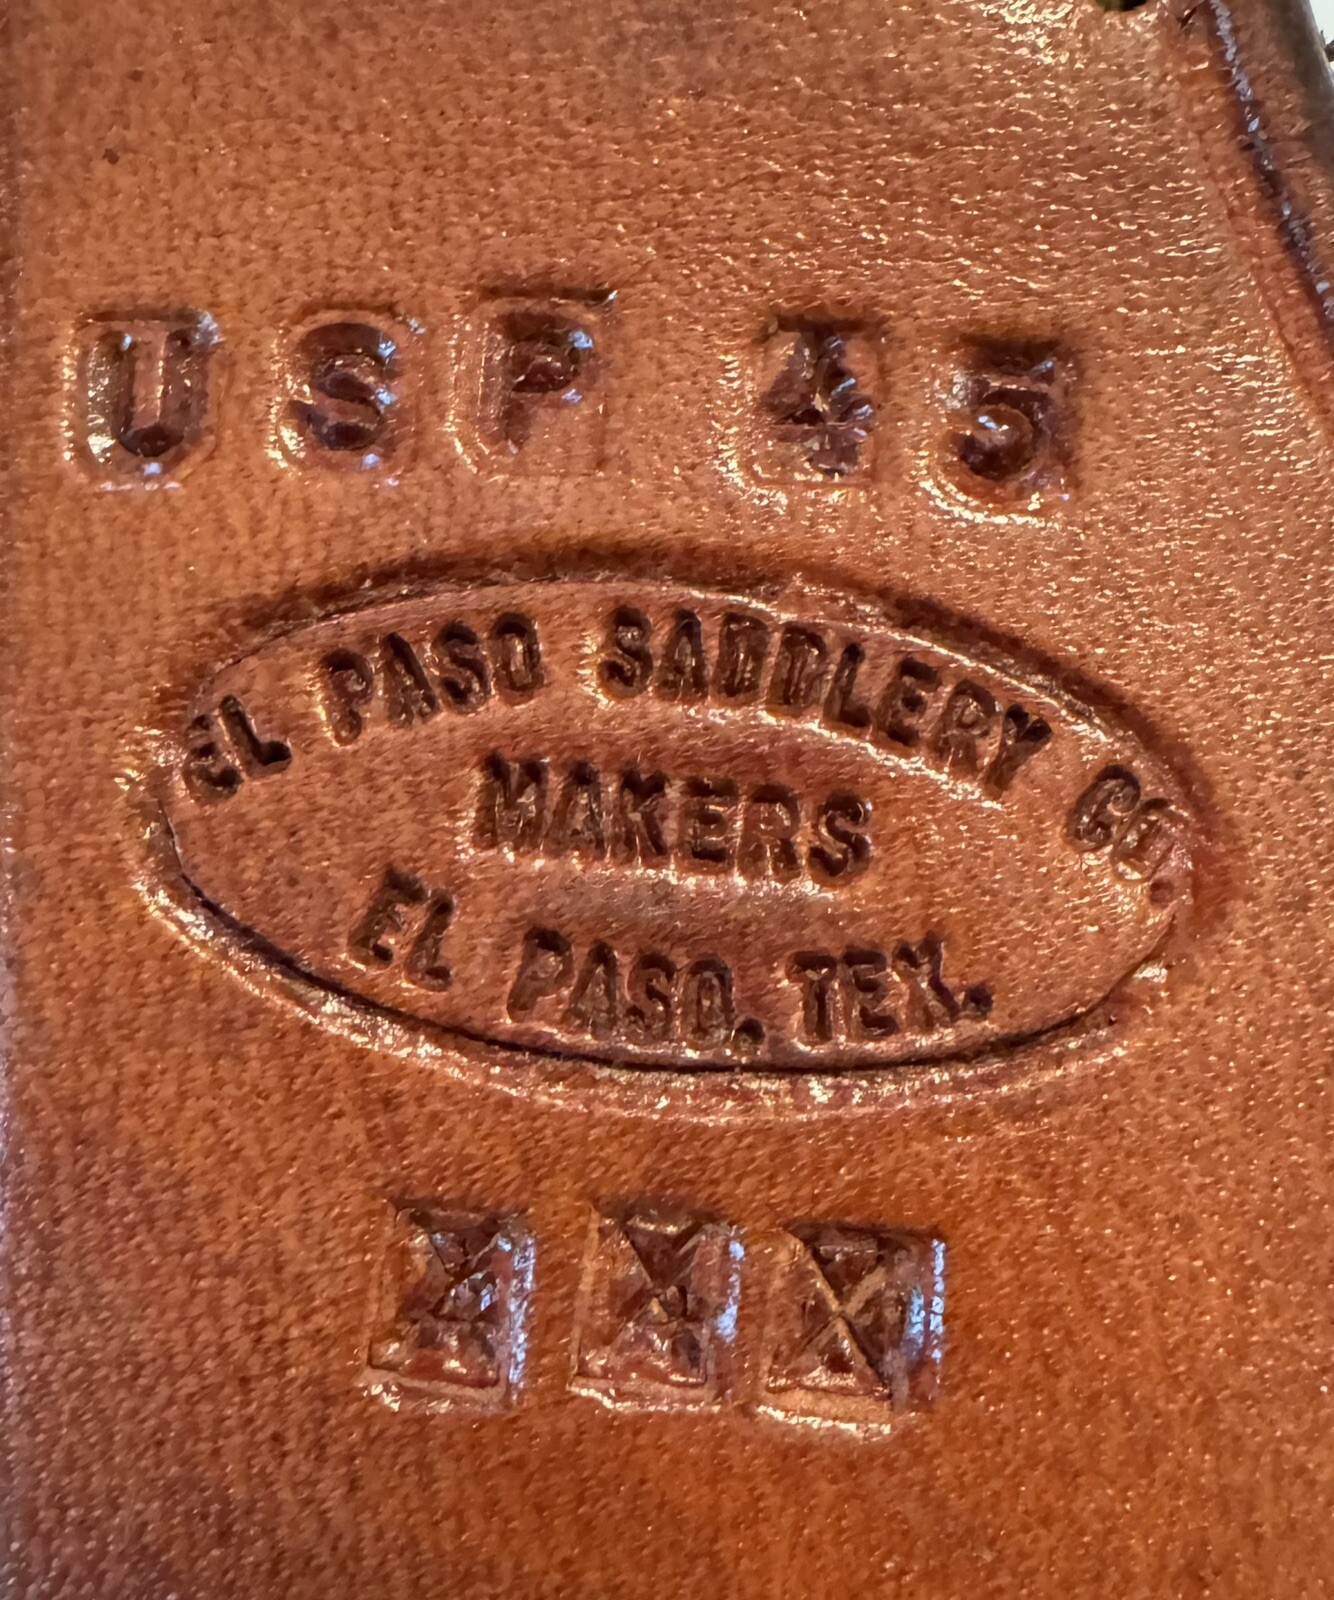 USP 45
EL PASO SADDLERY CO.
MAKERS
EL PASO. TEX.
XXX